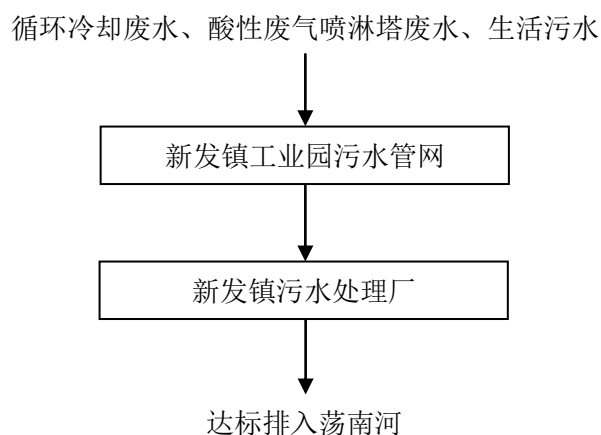 循环冷却废水、酸性废气喷淋塔废水、生活污水
新发镇工业园污水管网
新发镇污水处理厂
达标排入荡南河